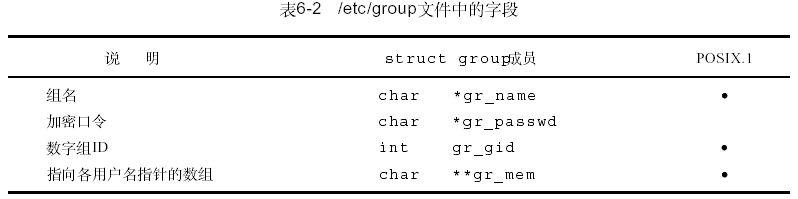 表6-2 /etc/group文件中的字段
说 明 struct group成员 POSIX.1
组名 char *gr_name •
加密口令 char *gr_passwd
数字组ID int gr_gid •
指向各用户名指针的数组 char **gr_mem •